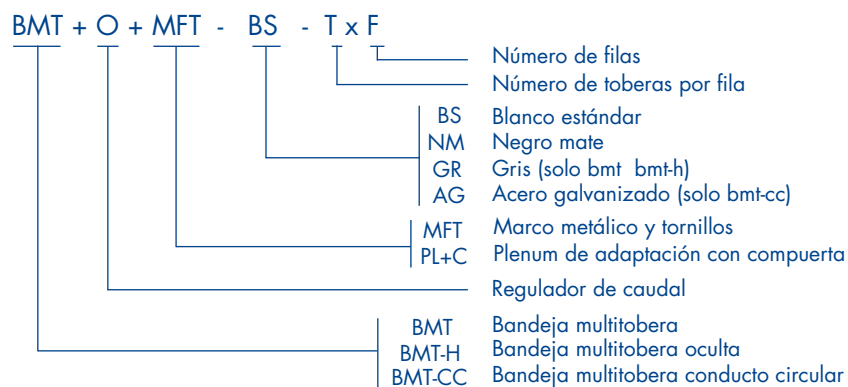 BMT + O + MFT - BS - T x F
Número de filas
Número de toberas por fila
BS Blanco estándar
NM Negro mate
GR Gris (solo bmt bmt-h)
AG Acero galvanizado (solo bmt-cc)
MFT Marco metálico y tornillos
PL+C Plenum de adaptación con compuerta
Regulador de caudal
BMT Bandeja multitobera
BMT-H Bandeja multitobera oculta
BMT-CC Bandeja multitobera conducto circular